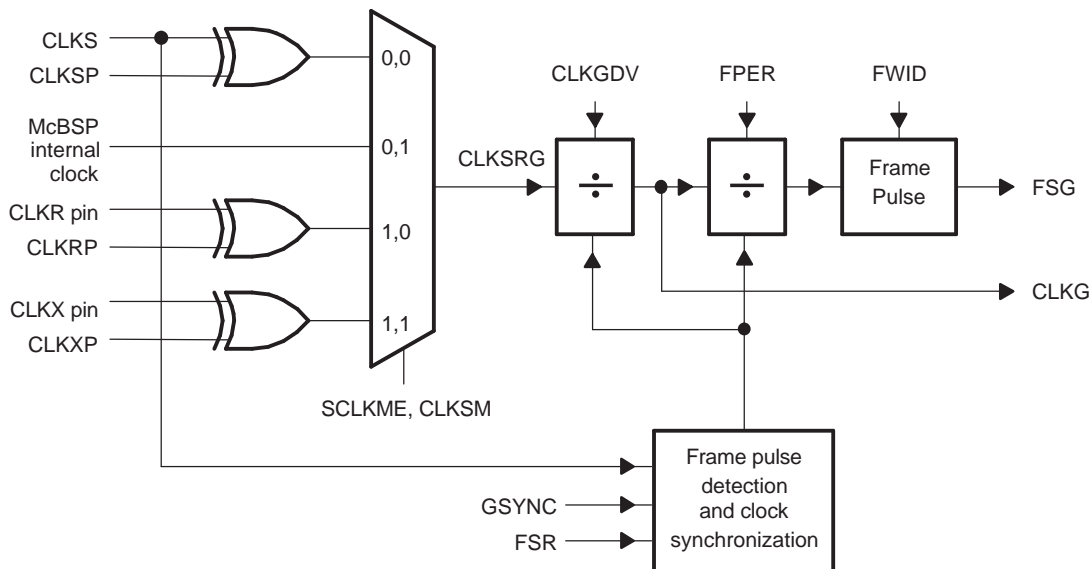 CLKS
CLKSP
McBSP
internal
clock
CLKR pin
CLKRP
CLKX pin
CLKXP
0,0
0,1
1,0
1,1
SCLKME, CLKSM
CLKSRG
CLKGDV
÷
FPER
÷
FWID
Frame
Pulse
FSG
CLKG
GSYNC
FSR
Frame pulse
detection
and clock
synchronization